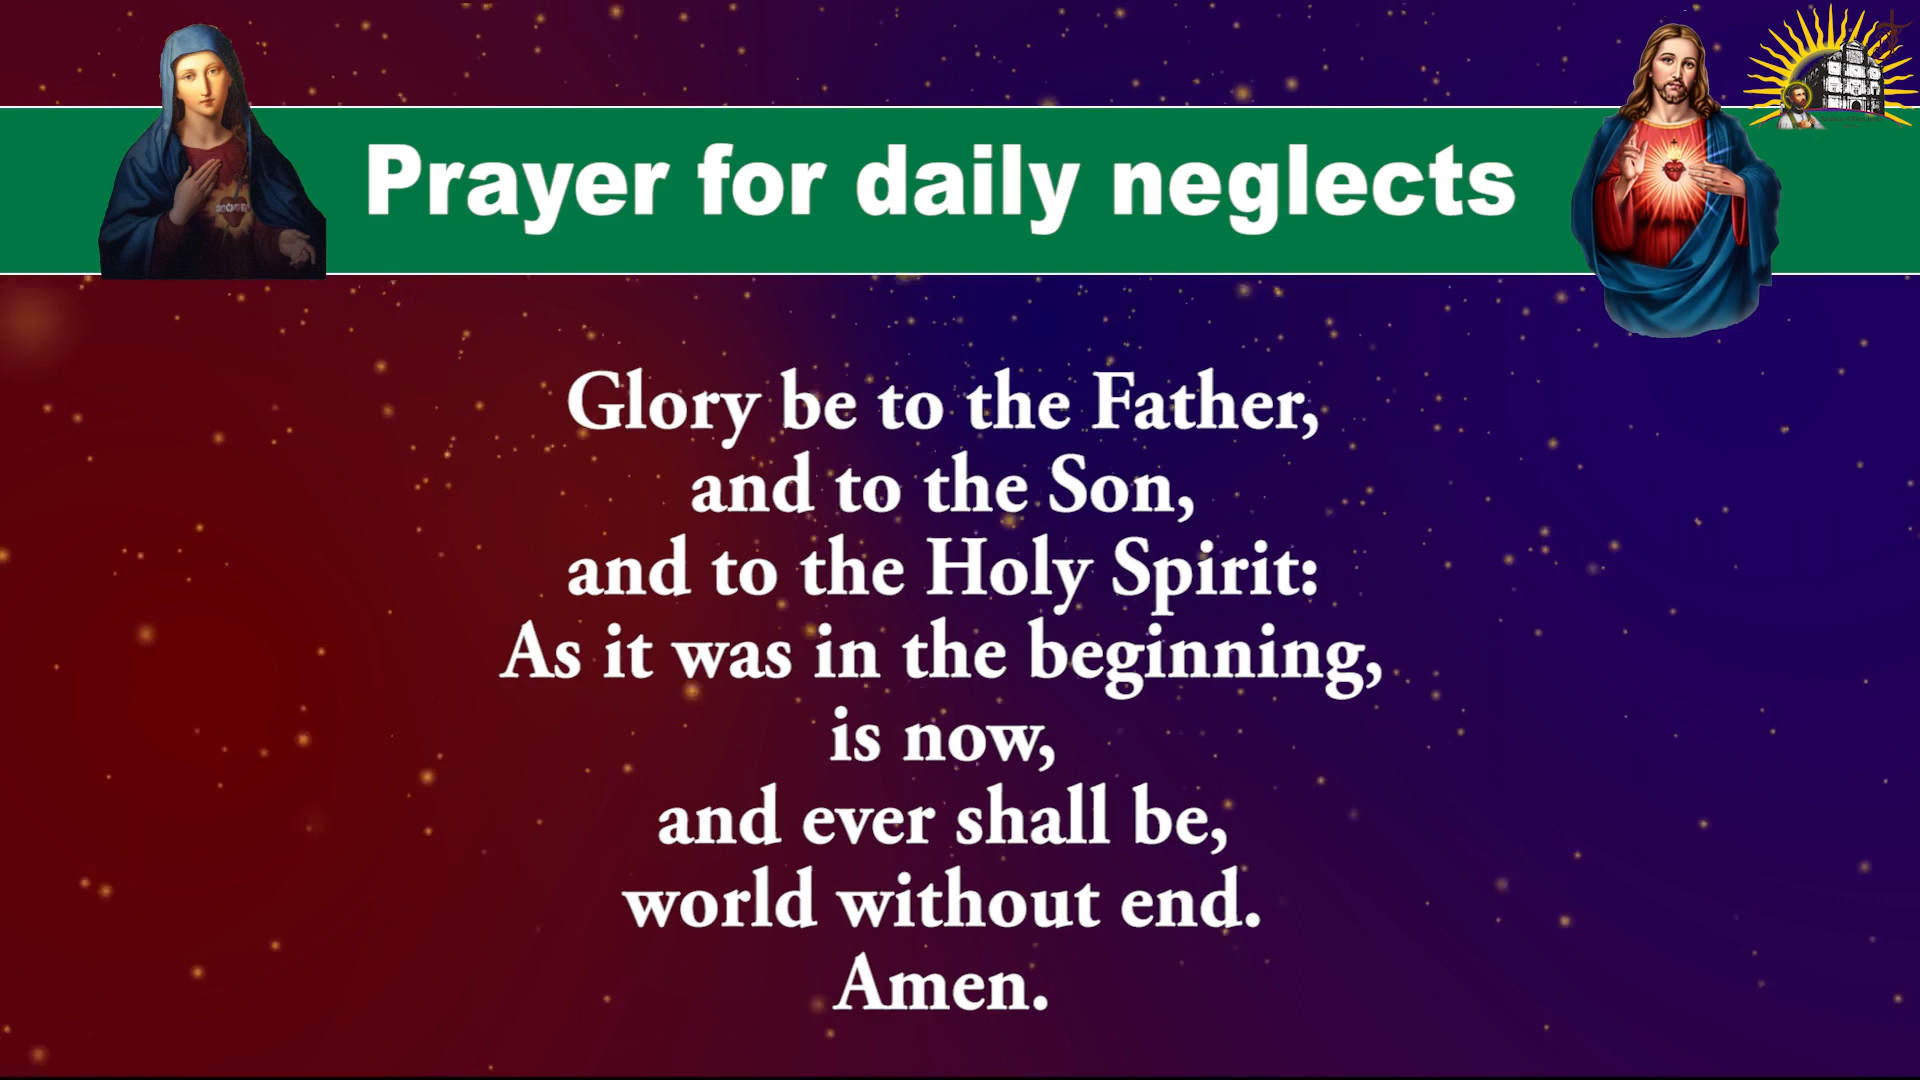 Prayer for daily neglects
Glory be to the Father,
and to the Son,
and to the Holy Spirit:
As it was in the beginning,
is now,
and ever shall be,
world without end.
Amen.